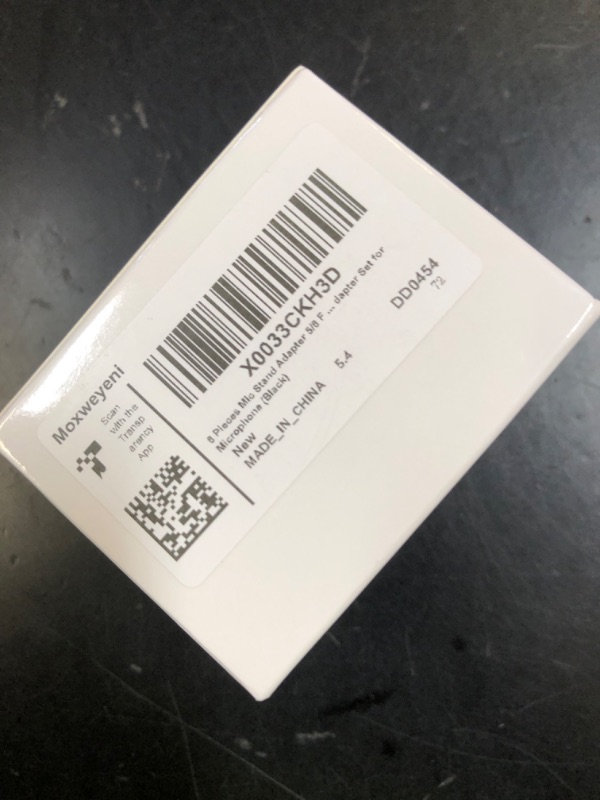 Moxweyeni
Scan
with the
Transp
arency
App
X0033CKH3D
8 Pieces Mic Stand Adapter 5/8 F ... dapter Set for
Microphone (Black)
New
MADE_IN_CHINA 5.4
DD0454
72